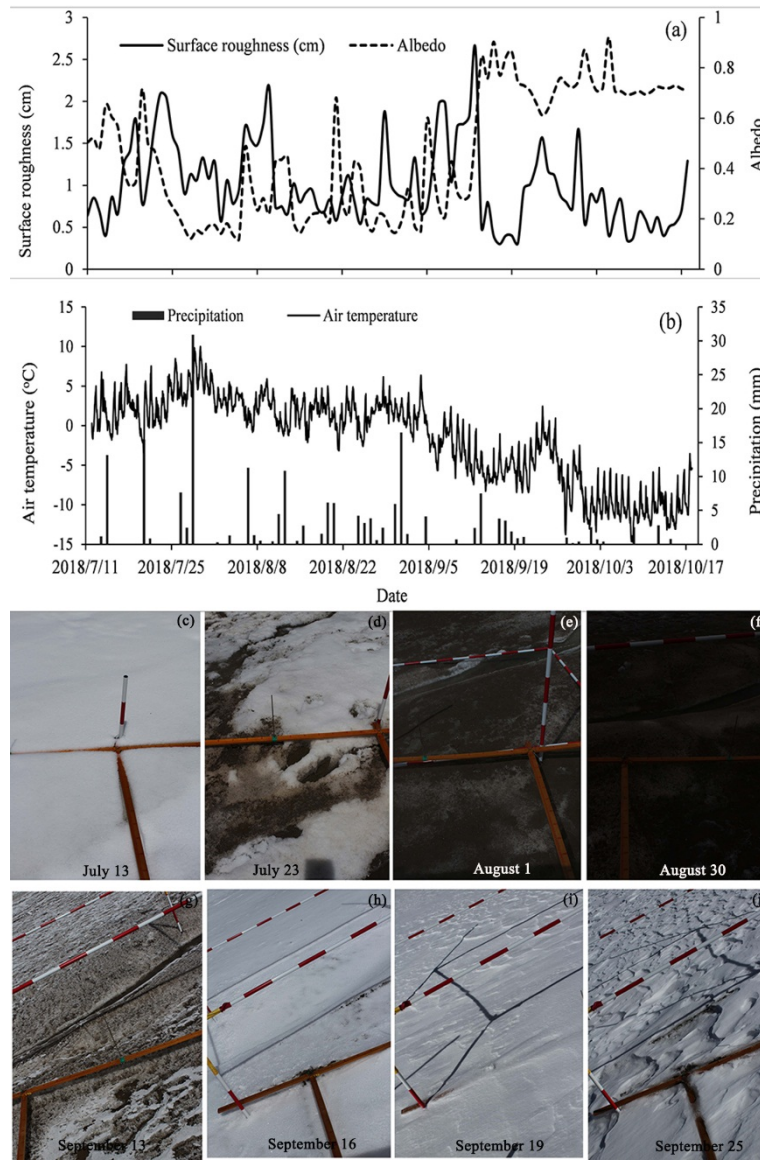 3
2.5
2
1.5
1
0.5
0
Surface roughness (cm)
Surface roughness (cm)
Albedo
(a)
1
0.8
0.6
0.4
0.2
0
Albedo
15
10
5
0
-5
-10
-15
Air temperature (°C)
Precipitation
Air temperature
(b)
35
30
25
20
15
10
5
0
Precipitation (mm)
2018/7/11 2018/7/25 2018/8/8 2018/8/22 2018/9/5 2018/9/19 2018/10/3 2018/10/17
Date
(c)
July 13
(d)
July 23
(e)
August 1
(f)
August 30
(g)
September 13
(h)
September 16
(i)
September 19
(j)
September 25